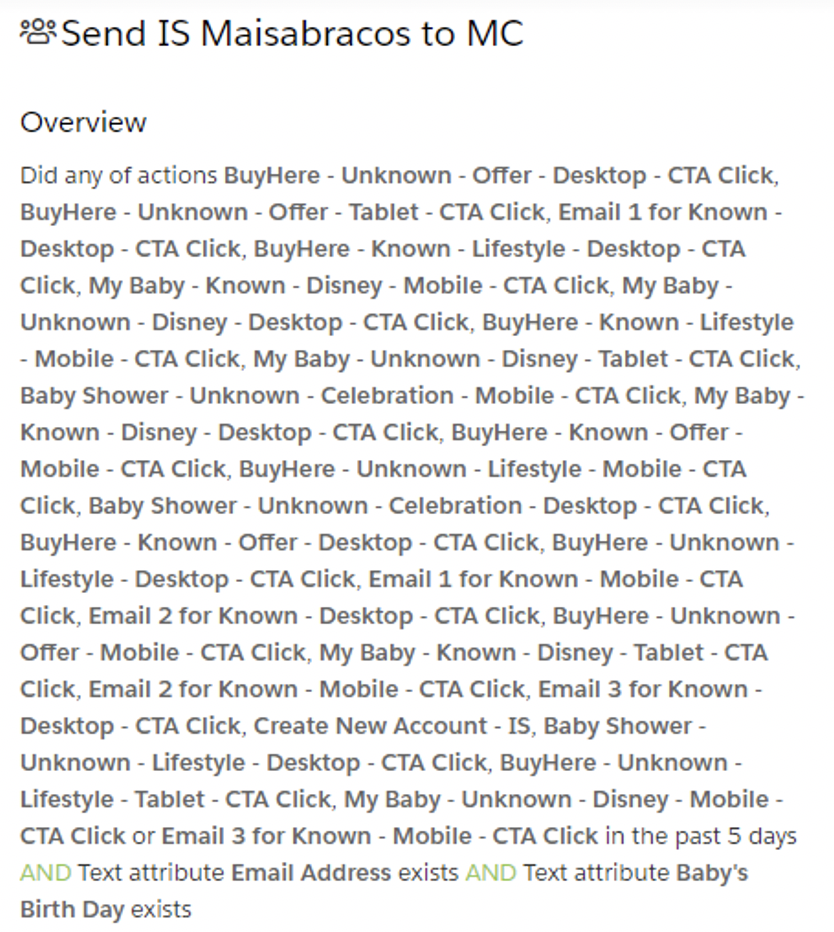 Send IS Maisabracos to MC
Overview
Did any of actions BuyHere - Unknown - Offer - Desktop - CTA Click,
BuyHere - Unknown - Offer - Tablet - CTA Click, Email 1 for Known -
Desktop - CTA Click, BuyHere - Known - Lifestyle - Desktop - CTA
Click, My Baby - Known - Disney - Mobile - CTA Click, My Baby -
Unknown - Disney - Desktop - CTA Click, BuyHere - Known - Lifestyle
- Mobile - CTA Click, My Baby - Unknown - Disney - Tablet - CTA Click,
Baby Shower - Unknown - Celebration - Mobile - CTA Click, My Baby -
Known - Disney - Desktop - CTA Click, BuyHere - Known - Offer -
Mobile - CTA Click, BuyHere - Unknown - Lifestyle - Mobile - CTA
Click, Baby Shower - Unknown - Celebration - Desktop - CTA Click,
BuyHere - Known - Offer - Desktop - CTA Click, BuyHere - Unknown -
Lifestyle - Desktop - CTA Click, Email 1 for Known - Mobile - CTA
Click, Email 2 for Known - Desktop - CTA Click, BuyHere - Unknown -
Offer - Mobile - CTA Click, My Baby - Known - Disney - Tablet - CTA
Click, Email 2 for Known - Mobile - CTA Click, Email 3 for Known -
Desktop - CTA Click, Create New Account - IS, Baby Shower -
Unknown - Lifestyle - Desktop - CTA Click, BuyHere - Unknown -
Lifestyle - Tablet - CTA Click, My Baby - Unknown - Disney - Mobile -
CTA Click or Email 3 for Known - Mobile - CTA Click in the past 5 days
AND Text attribute Email Address exists AND Text attribute Baby's
Birth Day exists